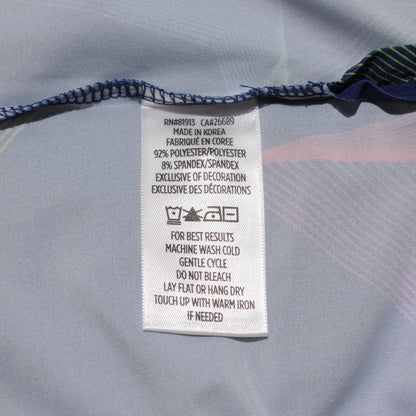 RN#81913 CA#26689
MADE IN KOREA
FABRIQUÉ EN COREE
92% POLYESTER/POLYESTER
8% SPANDEX/SPANDEX
EXCLUSIVE OF DECORATION
EXCLUSIVE DES DÉCORATIONS
FOR BEST RESULTS
MACHINE WASH COLD
GENTLE CYCLE
DO NOT BLEACH
LAY FLAT OR HANG DRY
TOUCH UP WITH WARM IRON
IF NEEDED